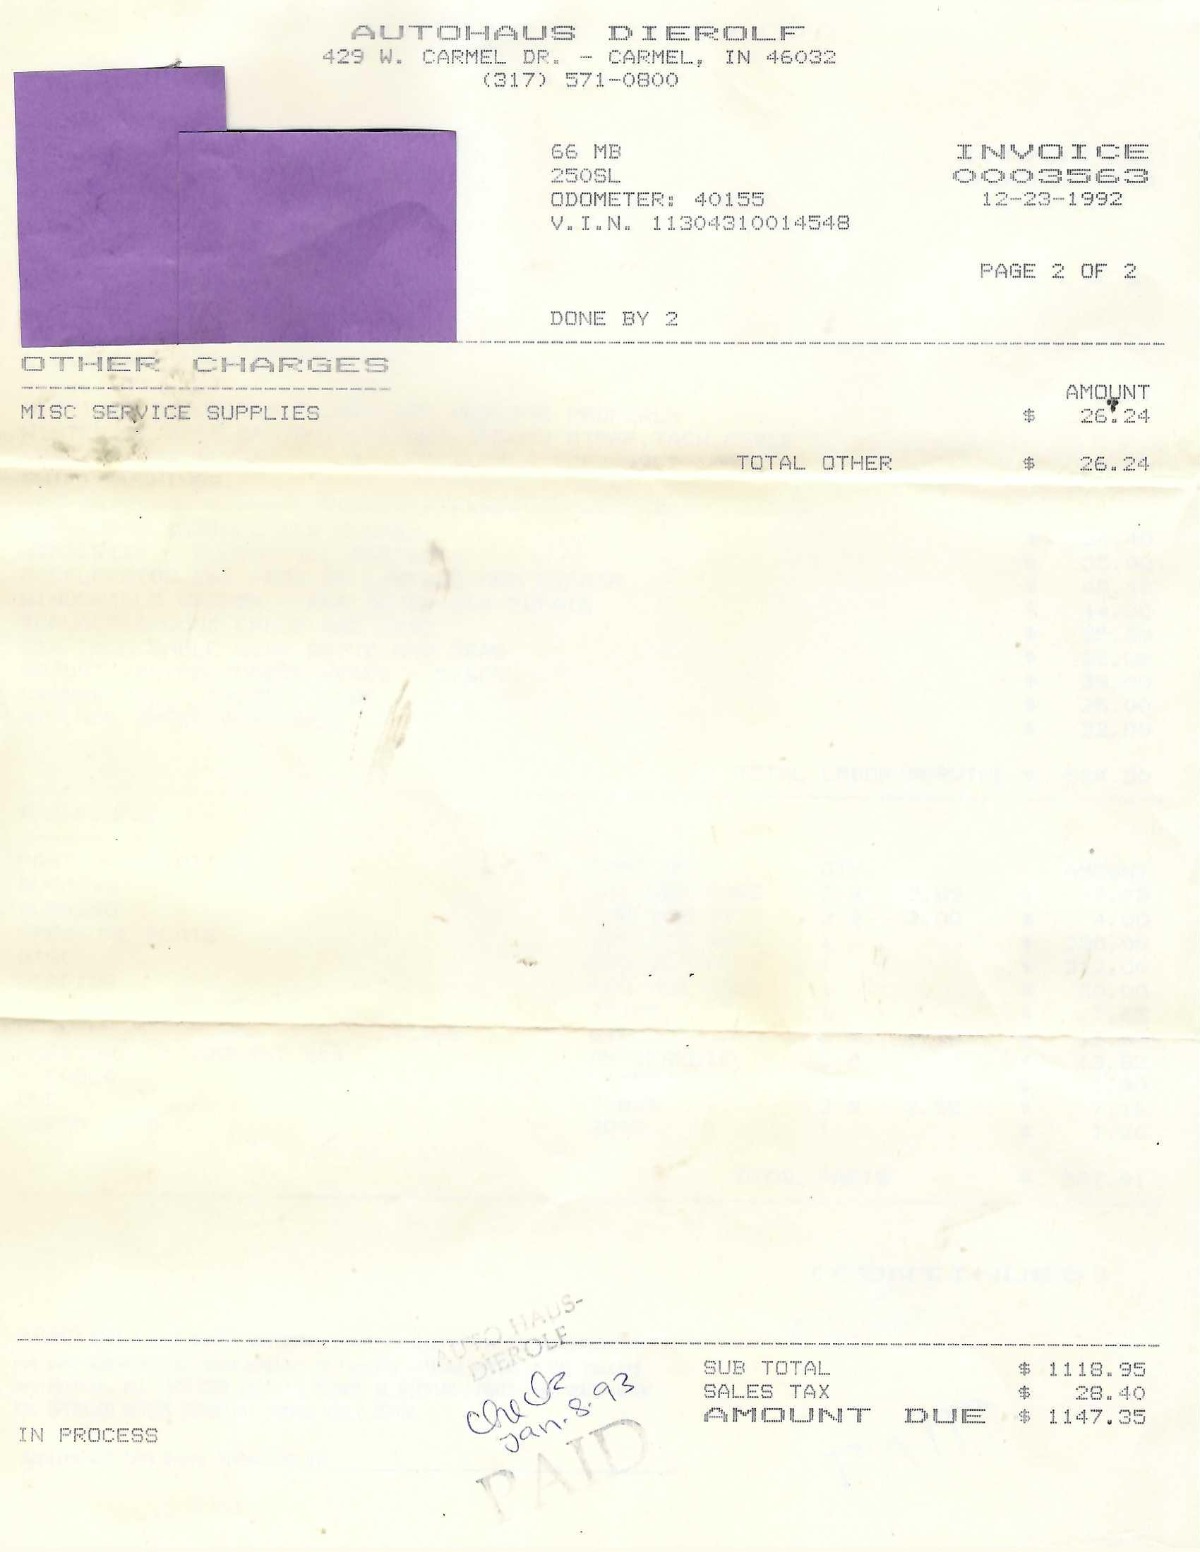 AUTOHAUS DIEROLF
429 W. CARMEL DR. - CARMEL, IN 46032
(317) 571-0800
66 MB
INVOICE
250SL
0003563
ODOMETER: 40155
12-23-1992
V.I.N. 11304310014548
PAGE 2 OF 2
DONE BY 2
OTHER CHARGES
AMOUNT
MISC SERVICE SUPPLIES $ 26.24
TOTAL OTHER $ 26.24
AUTO HAUS-
DIEROLF
Check
Jan. 8. 93
PAID
SUB TOTAL $ 1118.95
SALES TAX $ 28.40
AMOUNT DUE $ 1147.35
IN PROCESS